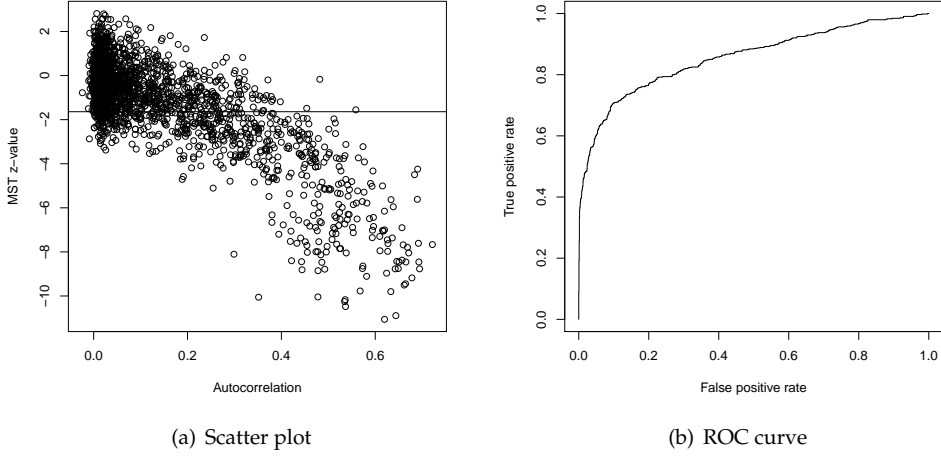 2
0
−2
−4
−6
−8
−10
MST z−value
0.0 0.2 0.4 0.6
Autocorrelation
(a) Scatter plot
1.0
0.8
0.6
0.4
0.2
0.0
True positive rate
0.0 0.2 0.4 0.6 0.8 1.0
False positive rate
(b) ROC curve